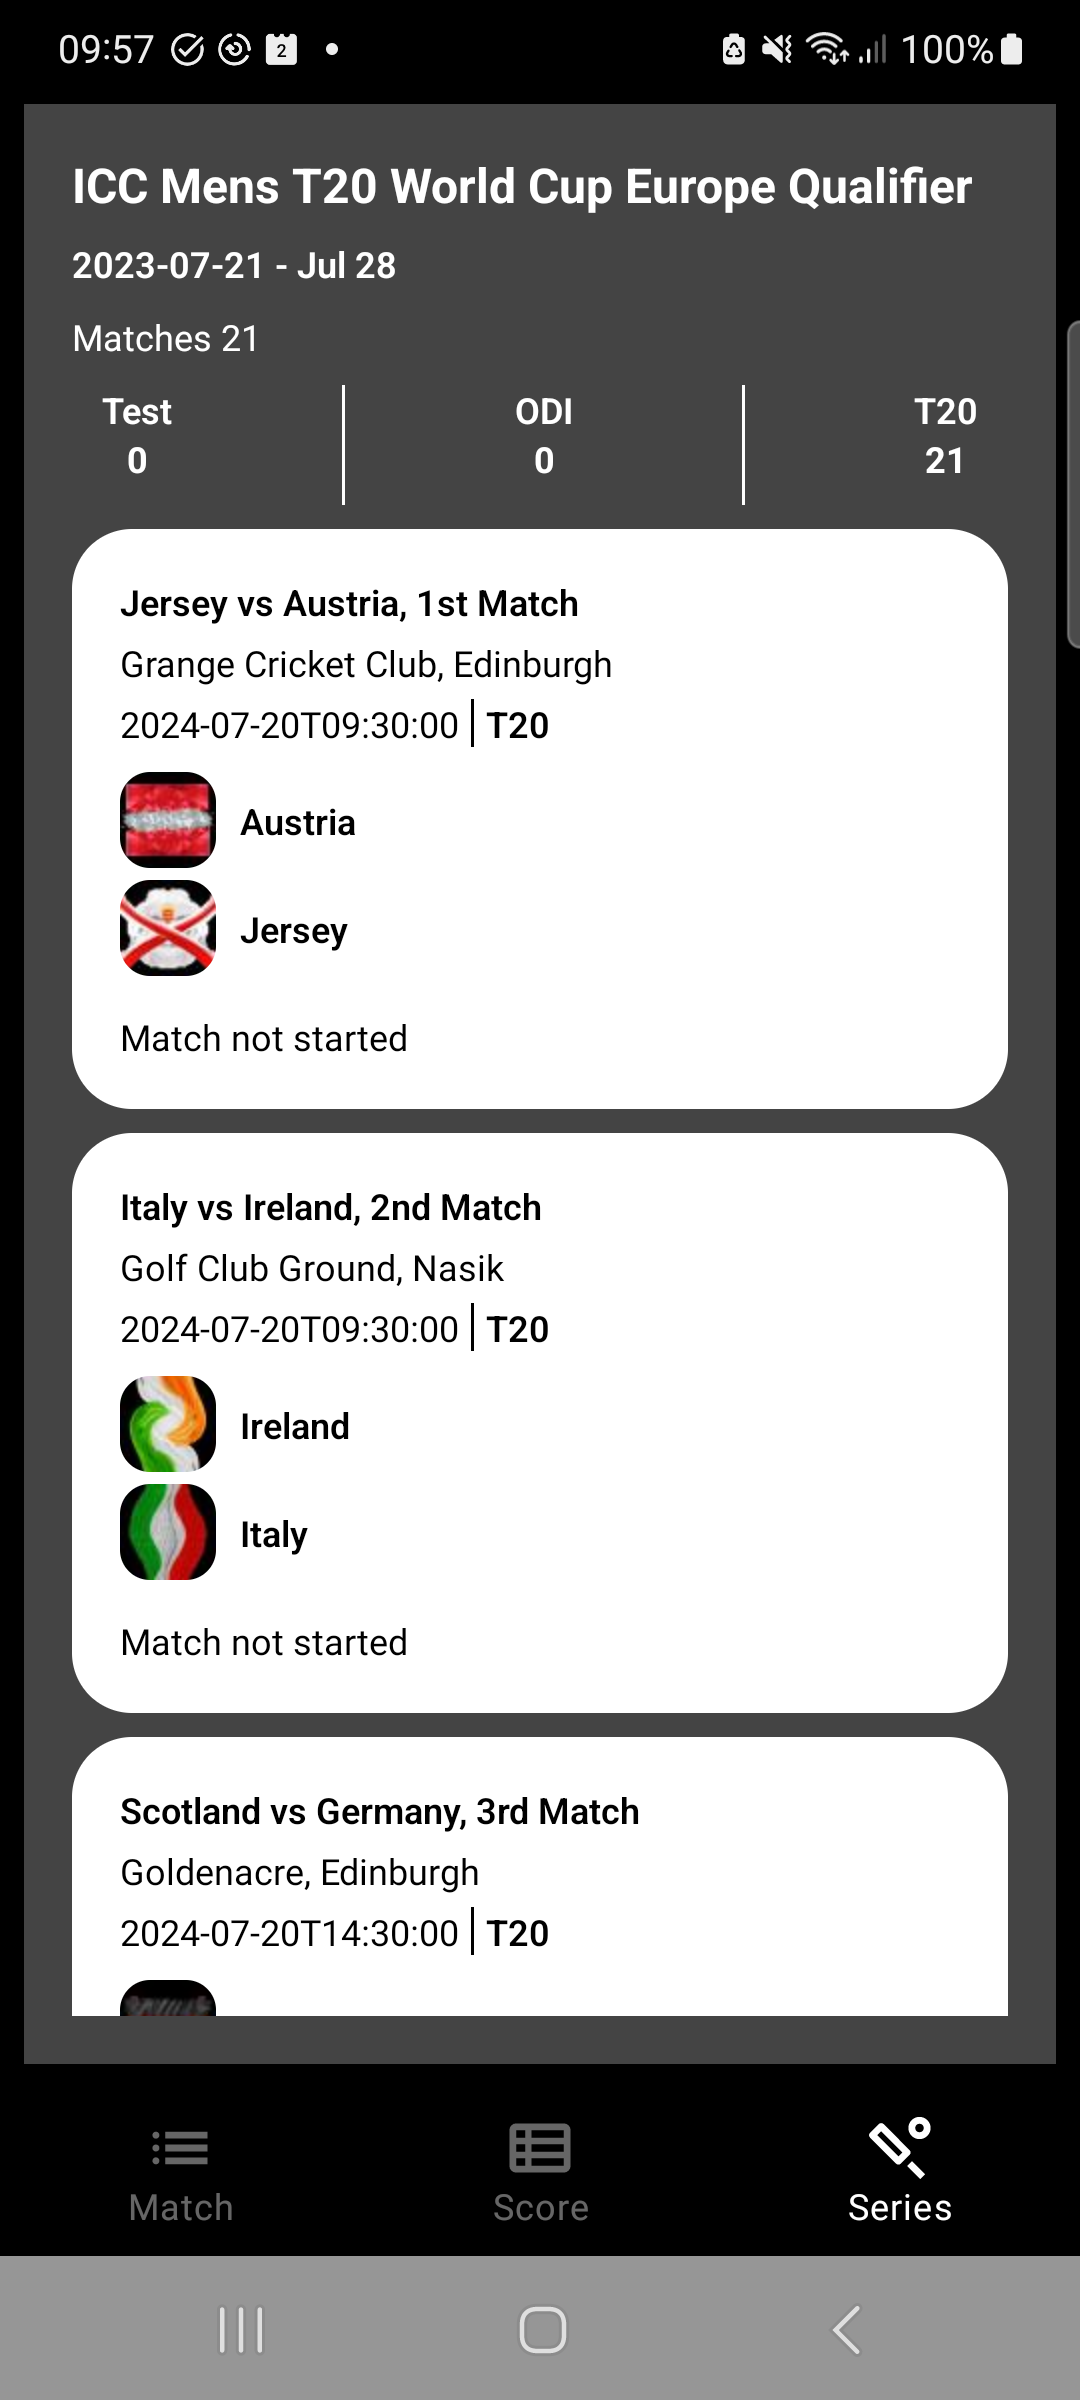 09:57
2
100%
ICC Mens T20 World Cup Europe Qualifier
2023-07-21 - Jul 28
Matches 21
Test ODI T20
0 0 21
Jersey vs Austria, 1st Match
Grange Cricket Club, Edinburgh
2024-07-20T09:30:00 T20
Austria
Jersey
Match not started
Italy vs Ireland, 2nd Match
Golf Club Ground, Nasik
2024-07-20T09:30:00 T20
Ireland
Italy
Match not started
Scotland vs Germany, 3rd Match
Goldenacre, Edinburgh
2024-07-20T14:30:00 T20
Match Score Series